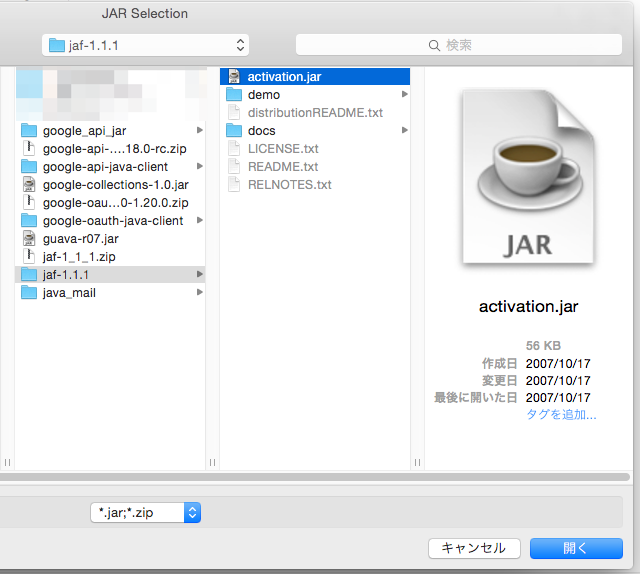 JAR Selection
jaf-1.1.1
検索
google_api_jar
google-api-....18.0-rc.zip
google-api-java-client
google-collections-1.0.jar
google-oau...0-1.20.0.zip
google-oauth-java-client
guava-r07.jar
jaf-1_1_1.zip
jaf-1.1.1
java_mail
activation.jar
demo
distributionREADME.txt
docs
LICENSE.txt
README.txt
RELNOTES.txt
JAR
activation.jar
56 KB
作成日 2007/10/17
変更日 2007/10/17
最後に開いた日 2007/10/17
タグを追加...
*.jar;*.zip
キャンセル
開く